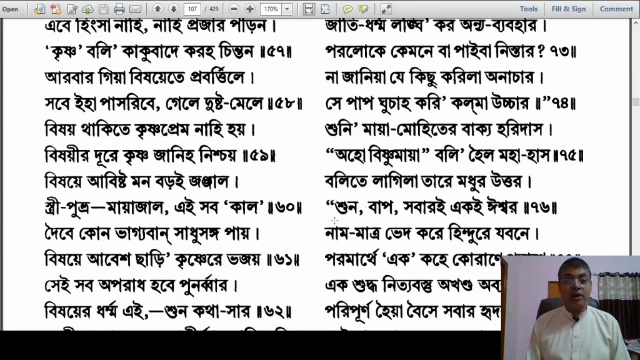 Open
107 / 429
170%
Tools
Fill & Sign
Comment
এবে হিংসা নাহি, নাহি প্রজার পাড়ন।
‘কৃষ্ণ’ বলি’ কাকুবাদে করহ চিন্তন॥৫৭॥
আরবার গিয়া বিষয়েতে প্রবর্ত্তিলে।
সবে ইহা পাসরিবে, গেলে দুষ্ট-মেলে॥৫৮॥
বিষয় থাকিতে কৃষ্ণপ্রেম নাহি হয়।
বিষয়ীর দূরে কৃষ্ণ জানিহ নিশ্চয়॥৫৯॥
বিষয়ে আবিষ্ট মন বড়ই জঞ্জাল।
স্ত্রী-পুত্র—মায়াজাল, এই সব ‘কাল’॥৬০॥
দৈবে কোন ভাগ্যবান্ সাধুসঙ্গ পায়।
বিষয়ে আবেশ ছাড়ি’ কৃষ্ণেরে ভজয়॥৬১॥
সেই সব অপরাধ হবে পুনর্ব্বার।
বিষয়ের ধর্ম্ম এই,—শুন কথা-সার॥৬২॥
জাতি-ধর্ম্ম লঙ্ঘি’ কর অন্য-ব্যবহার।
পরলোকে কেমনে বা পাইবা নিস্তার?৭৩॥
না জানিয়া যে কিছু করিলা অনাচার।
সে পাপ ঘুচাহ করি’ কল্‌মা উচ্চার॥”৭৪॥
শুনি’ মায়া-মোহিতের বাক্য হরিদাস।
“অহো বিষ্ণুমায়া” বলি’ হৈল মহা-হাস॥৭৫॥
বলিতে লাগিলা তারে মধুর উত্তর।
“শুন, বাপ, সবারই একই ঈশ্বর॥৭৬॥
নাম-মাত্র ভেদ করে হিন্দুরে যবনে।
পরমার্থে ‘এক’ কহে কোরাণে
এক শুদ্ধ নিত্যবস্তু অখণ্ড
পরিপূর্ণ হৈয়া বৈসে সবার